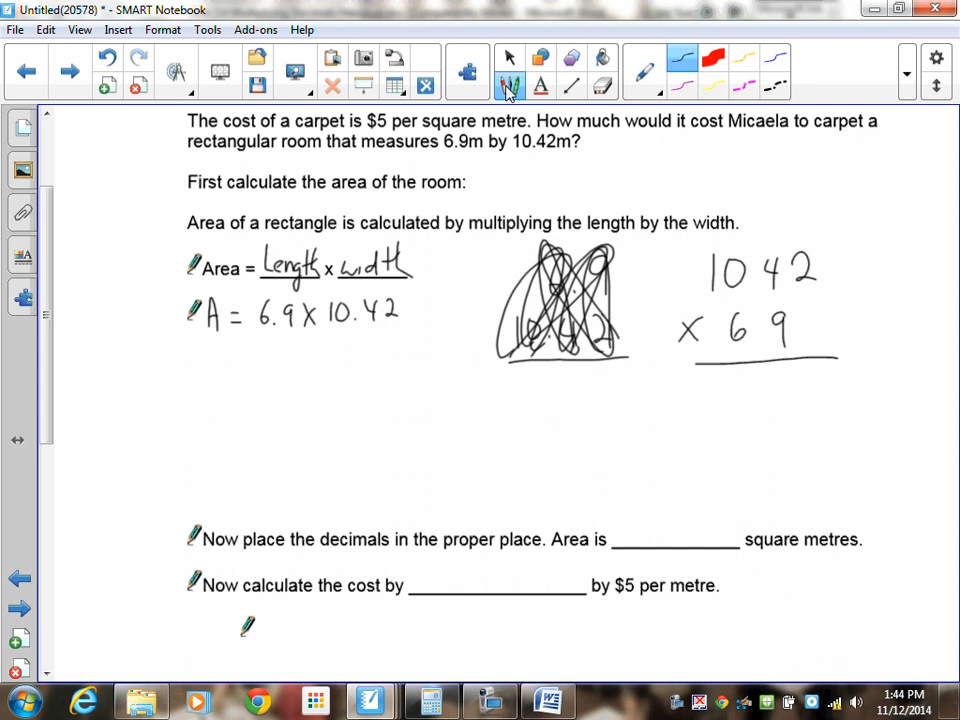 Untitled(20578) * - SMART Notebook
File Edit View Insert Format Tools Add-ons Help
The cost of a carpet is $5 per square metre. How much would it cost Micaela to carpet a
rectangular room that measures 6.9m by 10.42m?
First calculate the area of the room:
Area of a rectangle is calculated by multiplying the length by the width.
Area = Length x width
A = 6.9 x 10.42
1042
x 69
Now place the decimals in the proper place. Area is ____________ square metres.
Now calculate the cost by _________________ by $5 per metre.
1:44 PM
11/12/2014